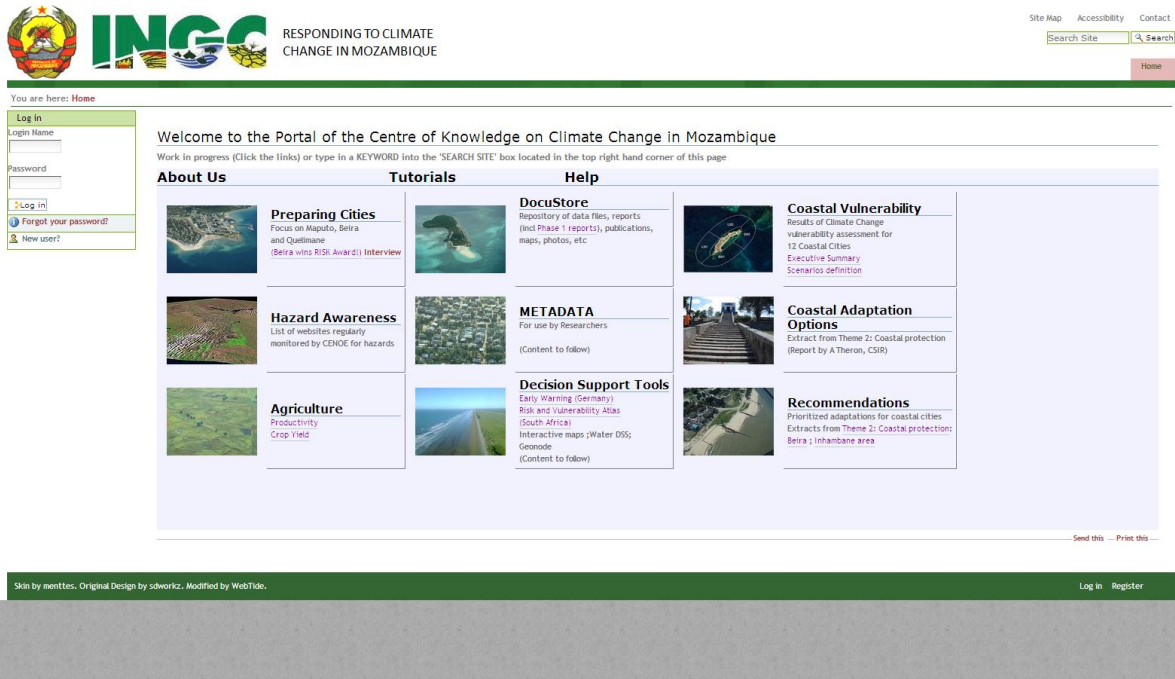 INGC
RESPONDING TO CLIMATE
CHANGE IN MOZAMBIQUE
Site Map Accessibility Contact
Search Site Search
Home
You are here: Home
Log In
Login Name
Password
Log in
Forgot your password?
New user?
Welcome to the Portal of the Centre of Knowledge on Climate Change in Mozambique
Work in progress (Click the links) or type in a KEYWORD into the 'SEARCH SITE' box located in the top right hand corner of this page
About Us Tutorials Help
Preparing Cities
Focus on Maputo, Beira
and Quelimane
(Beira wins RISK Award!) Interview
DocuStore
Repository of data files, reports
(incl Phase 1 reports), publications,
maps, photos, etc
Coastal Vulnerability
Results of Climate Change
vulnerability assessment for
12 Coastal Cities
Executive Summary
Scenarios definition
Hazard Awareness
List of websites regularly
monitored by CENOE for hazards
METADATA
For use by Researchers
(Content to follow)
Coastal Adaptation
Options
Extract from Theme 2: Coastal protection
(Report by A Theron, CSIR)
Agriculture
Productivity
Crop Yield
Decision Support Tools
Early Warning (Germany)
Risk and Vulnerability Atlas
(South Africa)
Interactive maps ;Water DSS;
Geonode
(Content to follow)
Recommendations
Prioritized adaptations for coastal cities
Extracts from Theme 2: Coastal protection:
Beira ; Inhambane area
Send this — Print this —
Skin by menttes. Original Design by sdworkz. Modified by WebTide.
Log in Register